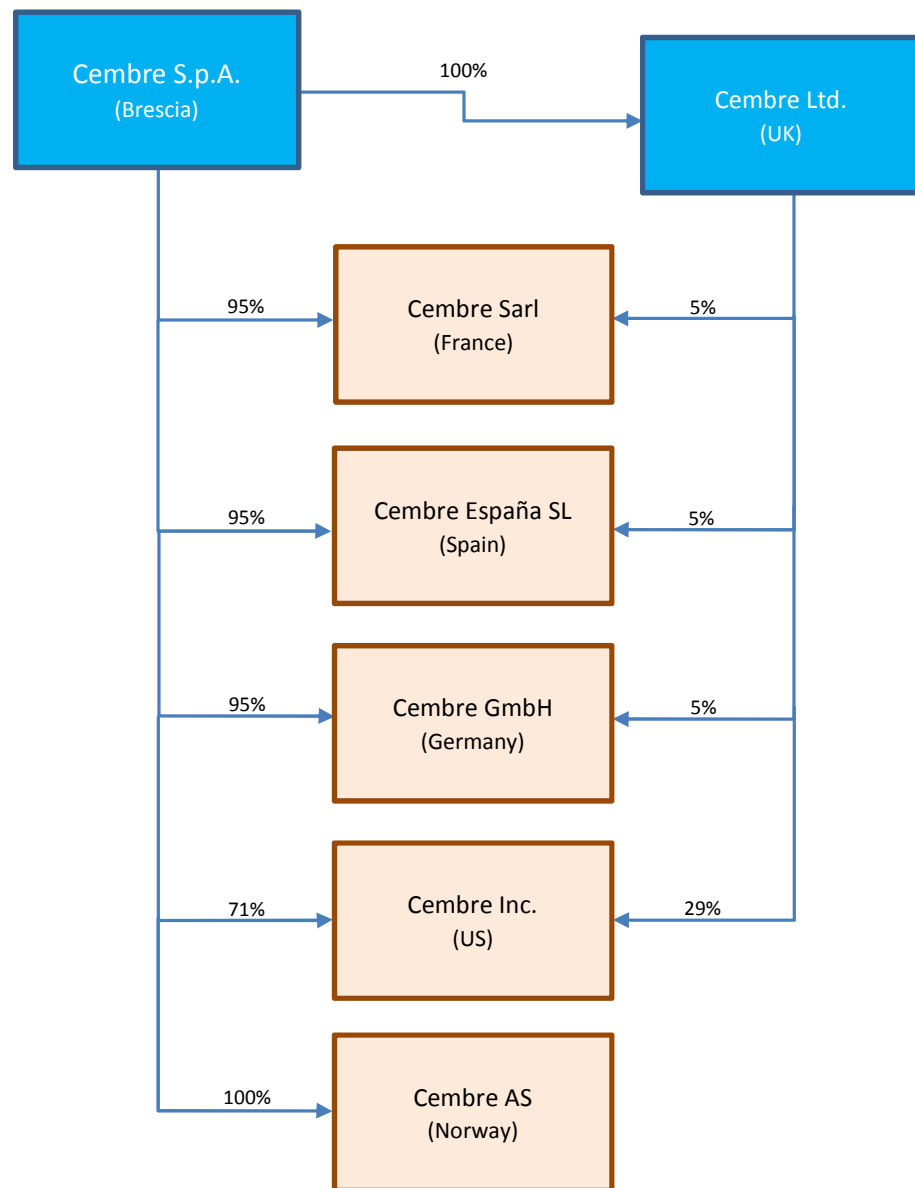 Cembre S.p.A.
(Brescia)
100%
Cembre Ltd.
(UK)
95%
Cembre Sarl
(France)
5%
95%
Cembre España SL
(Spain)
5%
95%
Cembre GmbH
(Germany)
5%
71%
Cembre Inc.
(US)
29%
100%
Cembre AS
(Norway)